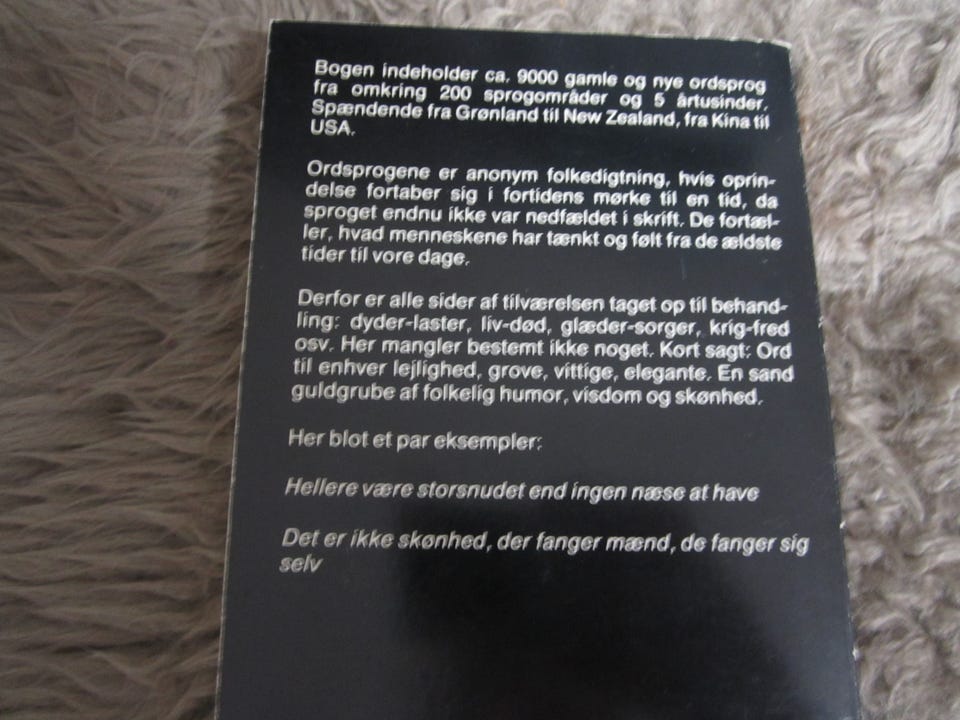 Bogen indeholder ca. 9000 gamle og nye ordsprog
fra omkring 200 sprogområder og 5 årtusinder.
Spændende fra Grønland til New Zealand, fra Kina til
USA.
Ordsprogene er anonym folkedigtning, hvis oprin-
delse fortaber sig i fortidens mørke til en tid, da
sproget endnu ikke var nedfældet i skrift. De fortæl-
ler, hvad menneskene har tænkt og følt fra de ældste
tider til vore dage.
Derfor er alle sider af tilværelsen taget op til behand-
ling: dyder-laster, liv-død, glæder-sorger, krig-fred
osv. Her mangler bestemt ikke noget. Kort sagt: Ord
til enhver lejlighed, grove, vittige, elegante. En sand
guldgrube af folkelig humor, visdom og skønhed.
Her blot et par eksempler:
Hellere være storsnudet end ingen næse at have
Det er ikke skønhed, der fanger mænd, de fanger sig
selv